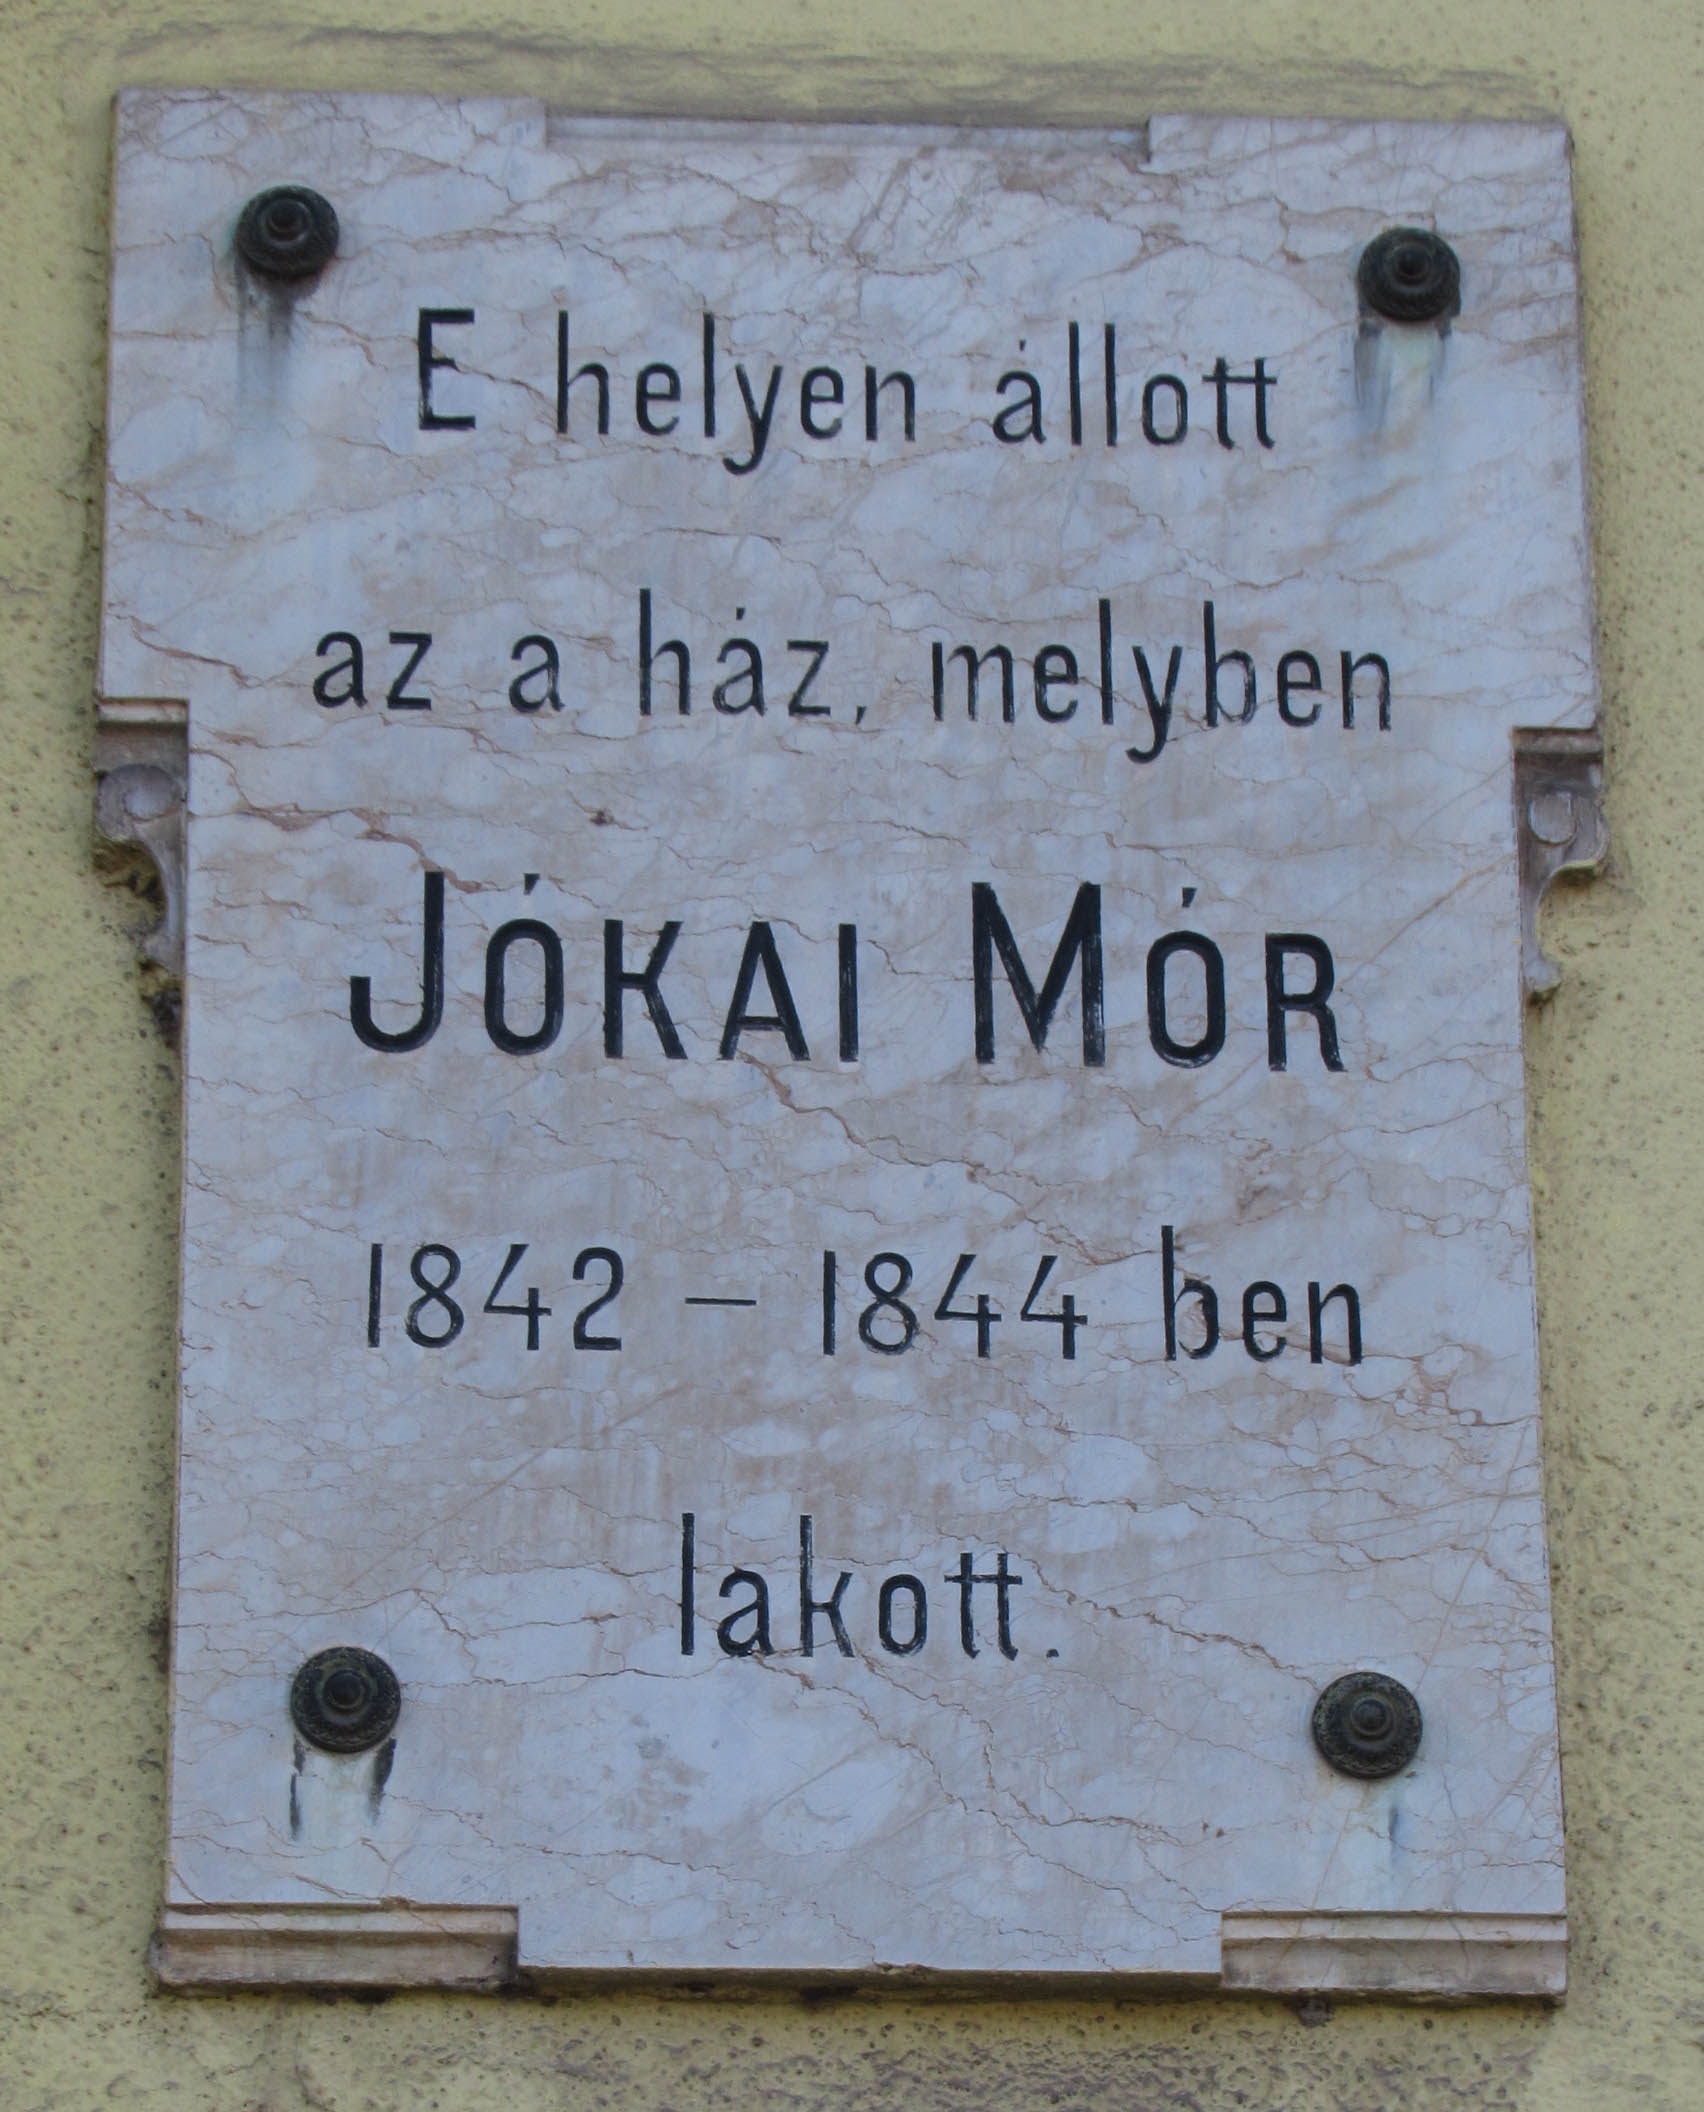 E helyen állott
az a ház, melyben
JÓKAI MÓR
1842 – 1844 ben
lakott.